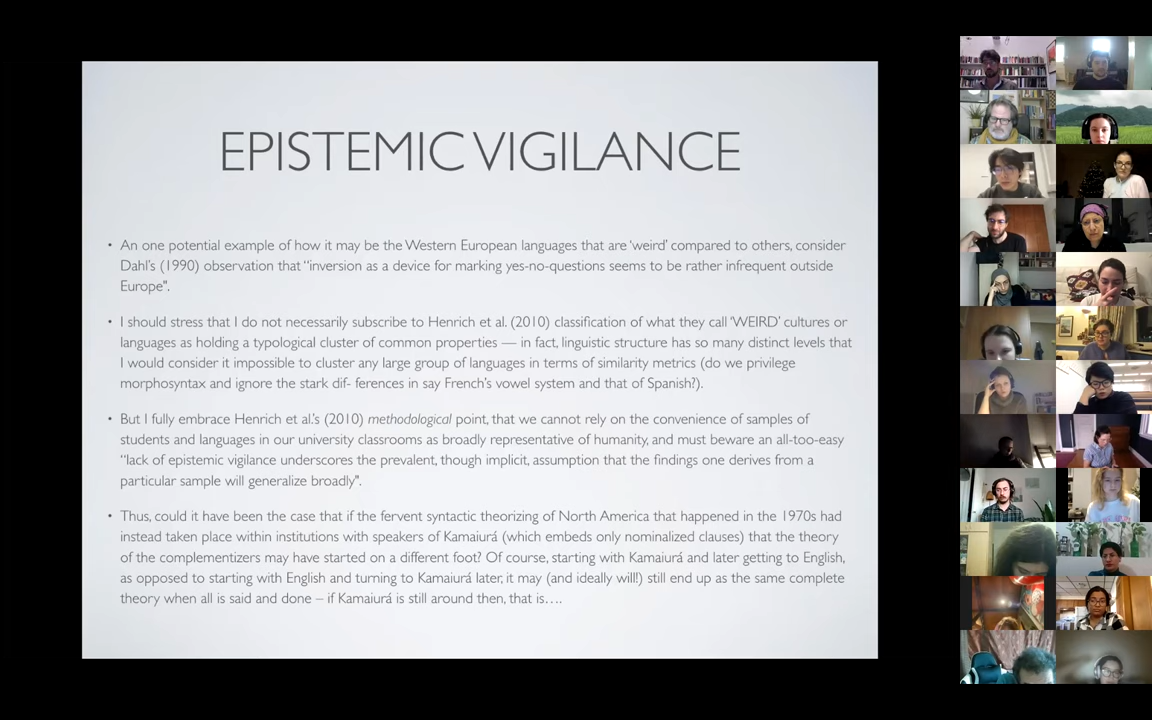 EPISTEMIC VIGILANCE
• An one potential example of how it may be the Western European languages that are 'weird' compared to others, consider
Dahl's (1990) observation that "inversion as a device for marking yes-no-questions seems to be rather infrequent outside
Europe".
• I should stress that I do not necessarily subscribe to Henrich et al. (2010) classification of what they call 'WEIRD' cultures or
languages as holding a typological cluster of common properties — in fact, linguistic structure has so many distinct levels that
I would consider it impossible to cluster any large group of languages in terms of similarity metrics (do we privilege
morphosyntax and ignore the stark dif- ferences in say French's vowel system and that of Spanish?).
• But I fully embrace Henrich et al.'s (2010) methodological point, that we cannot rely on the convenience of samples of
students and languages in our university classrooms as broadly representative of humanity, and must beware an all-too-easy
"lack of epistemic vigilance underscores the prevalent, though implicit, assumption that the findings one derives from a
particular sample will generalize broadly".
• Thus, could it have been the case that if the fervent syntactic theorizing of North America that happened in the 1970s had
instead taken place within institutions with speakers of Kamaiurá (which embeds only nominalized clauses) that the theory
of the complementizers may have started on a different foot? Of course, starting with Kamaiurá and later getting to English,
as opposed to starting with English and turning to Kamaiurá later, it may (and ideally will!) still end up as the same complete
theory when all is said and done – if Kamaiurá is still around then, that is….